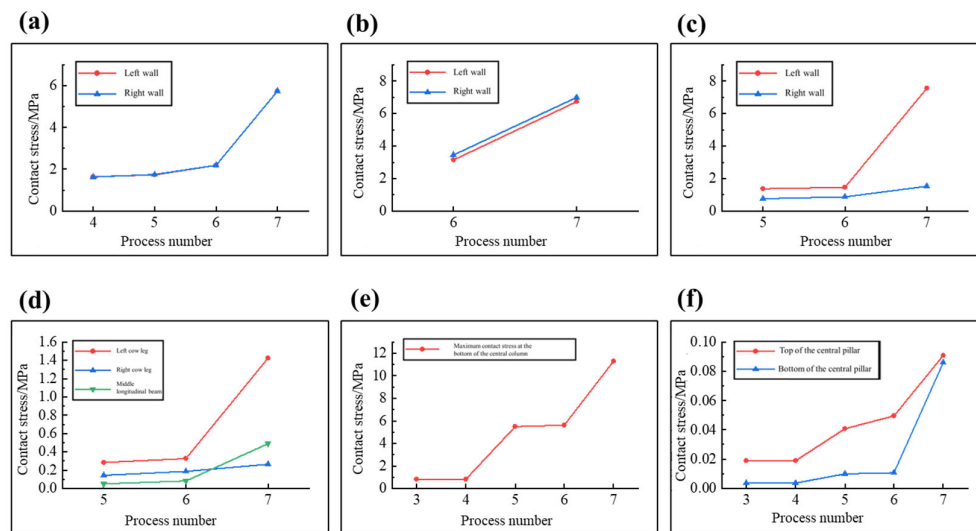 (a)
Left wall
Right wall
Contact stress/MPa
6
4
2
0
4 5 6 7
Process number
(b)
Left wall
Right wall
Contact stress/MPa
8
6
4
2
0
6 7
Process number
(c)
Left wall
Right wall
Contact stress/MPa
8
6
4
2
0
5 6 7
Process number
(d)
Left cow leg
Right cow leg
Middle
longitudinal beam
Contact stress/MPa
1.6
1.4
1.2
1.0
0.8
0.6
0.4
0.2
0.0
5 6 7
Process number
(e)
Maximum contact stress at the
bottom of the central column
Contact stress/MPa
12
10
8
6
4
2
0
3 4 5 6 7
Process number
(f)
Top of the central pillar
Bottom of the central pillar
Contact stress/MPa
0.10
0.08
0.06
0.04
0.02
0.00
3 4 5 6 7
Process number